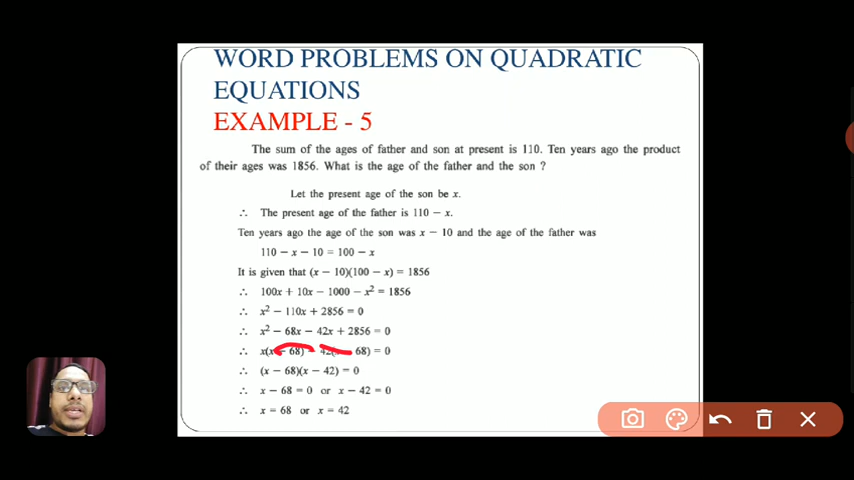 WORD PROBLEMS ON QUADRATIC
EQUATIONS
EXAMPLE - 5
The sum of the ages of father and son at present is 110. Ten years ago the product
of their ages was 1856. What is the age of the father and the son ?
Let the present age of the son be x.
∴ The present age of the father is 110 − x.
Ten years ago the age of the son was x − 10 and the age of the father was
110 − x − 10 = 100 − x
It is given that (x − 10)(100 − x) = 1856
∴ 100x + 10x − 1000 − x² = 1856
∴ x² − 110x + 2856 = 0
∴ x² − 68x − 42x + 2856 = 0
∴ x(x − 68) − 42(x − 68) = 0
∴ (x − 68)(x − 42) = 0
∴ x − 68 = 0 or x − 42 = 0
∴ x = 68 or x = 42